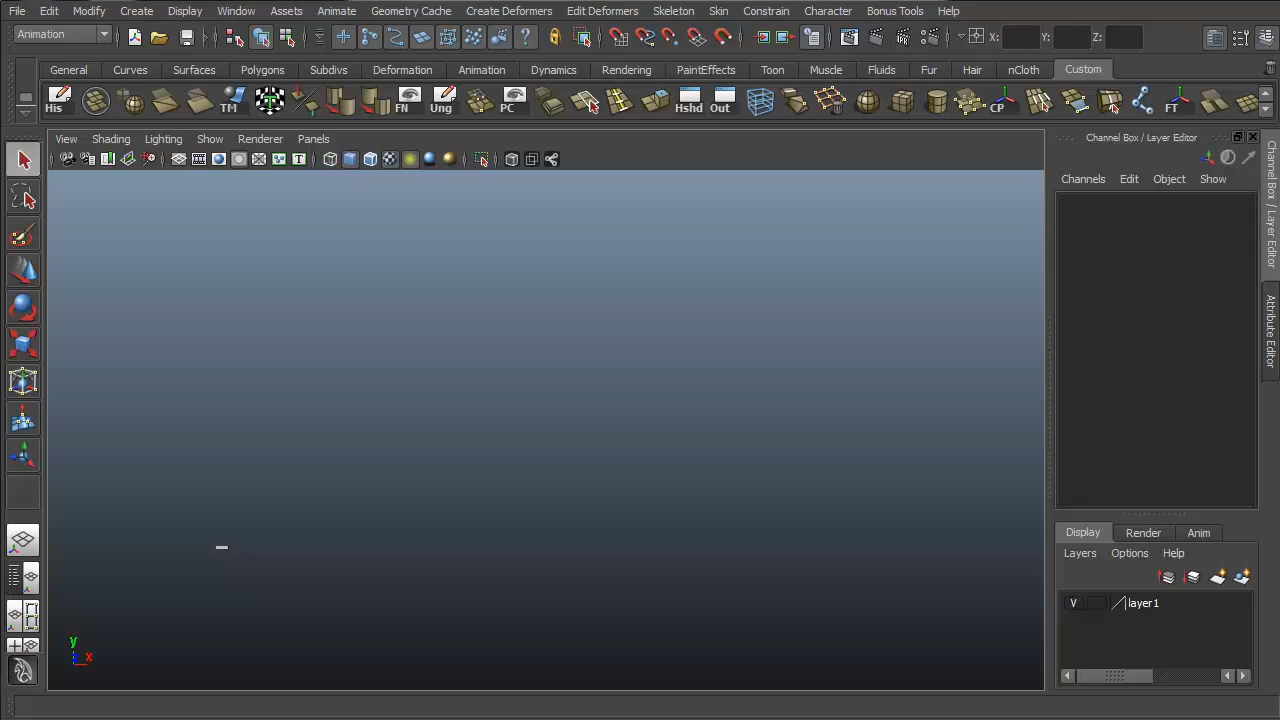 File Edit Modify Create Display Window Assets Animate Geometry Cache Create Deformers Edit Deformers Skeleton Skin Constrain Character Bonus Tools Help
Animation X: Y: Z:
General Curves Surfaces Polygons Subdivs Deformation Animation Dynamics Rendering PaintEffects Toon Muscle Fluids Fur Hair nCloth Custom
His TM FN Ung PC Hshd Out CP FT
View Shading Lighting Show Renderer Panels
T
Channel Box / Layer Editor
Channels Edit Object Show
Channel Box / Layer Editor
Attribute Editor
Display Render Anim
Layers Options Help
V layer1
y
x